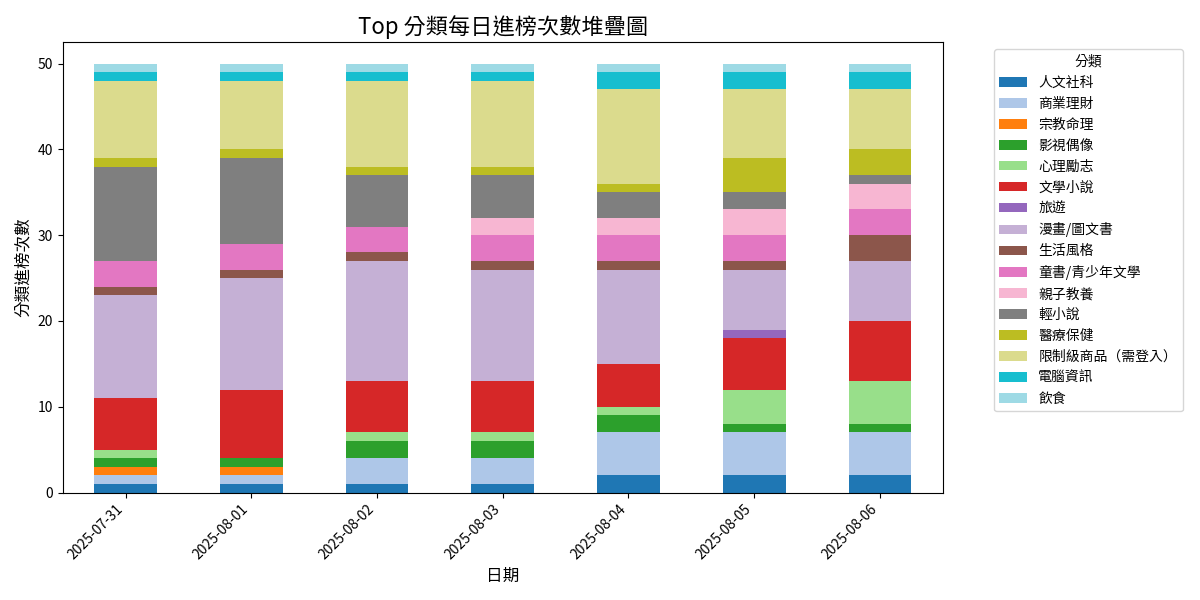 Top 分類每日進榜次數堆疊圖
分類進榜次數
50
40
30
20
10
0
2025-07-31
2025-08-01
2025-08-02
2025-08-03
2025-08-04
2025-08-05
2025-08-06
日期
分類
人文社科
商業理財
宗教命理
影視偶像
心理勵志
文學小說
旅遊
漫畫/圖文書
生活風格
童書/青少年文學
親子教養
輕小說
醫療保健
限制級商品（需登入）
電腦資訊
飲食